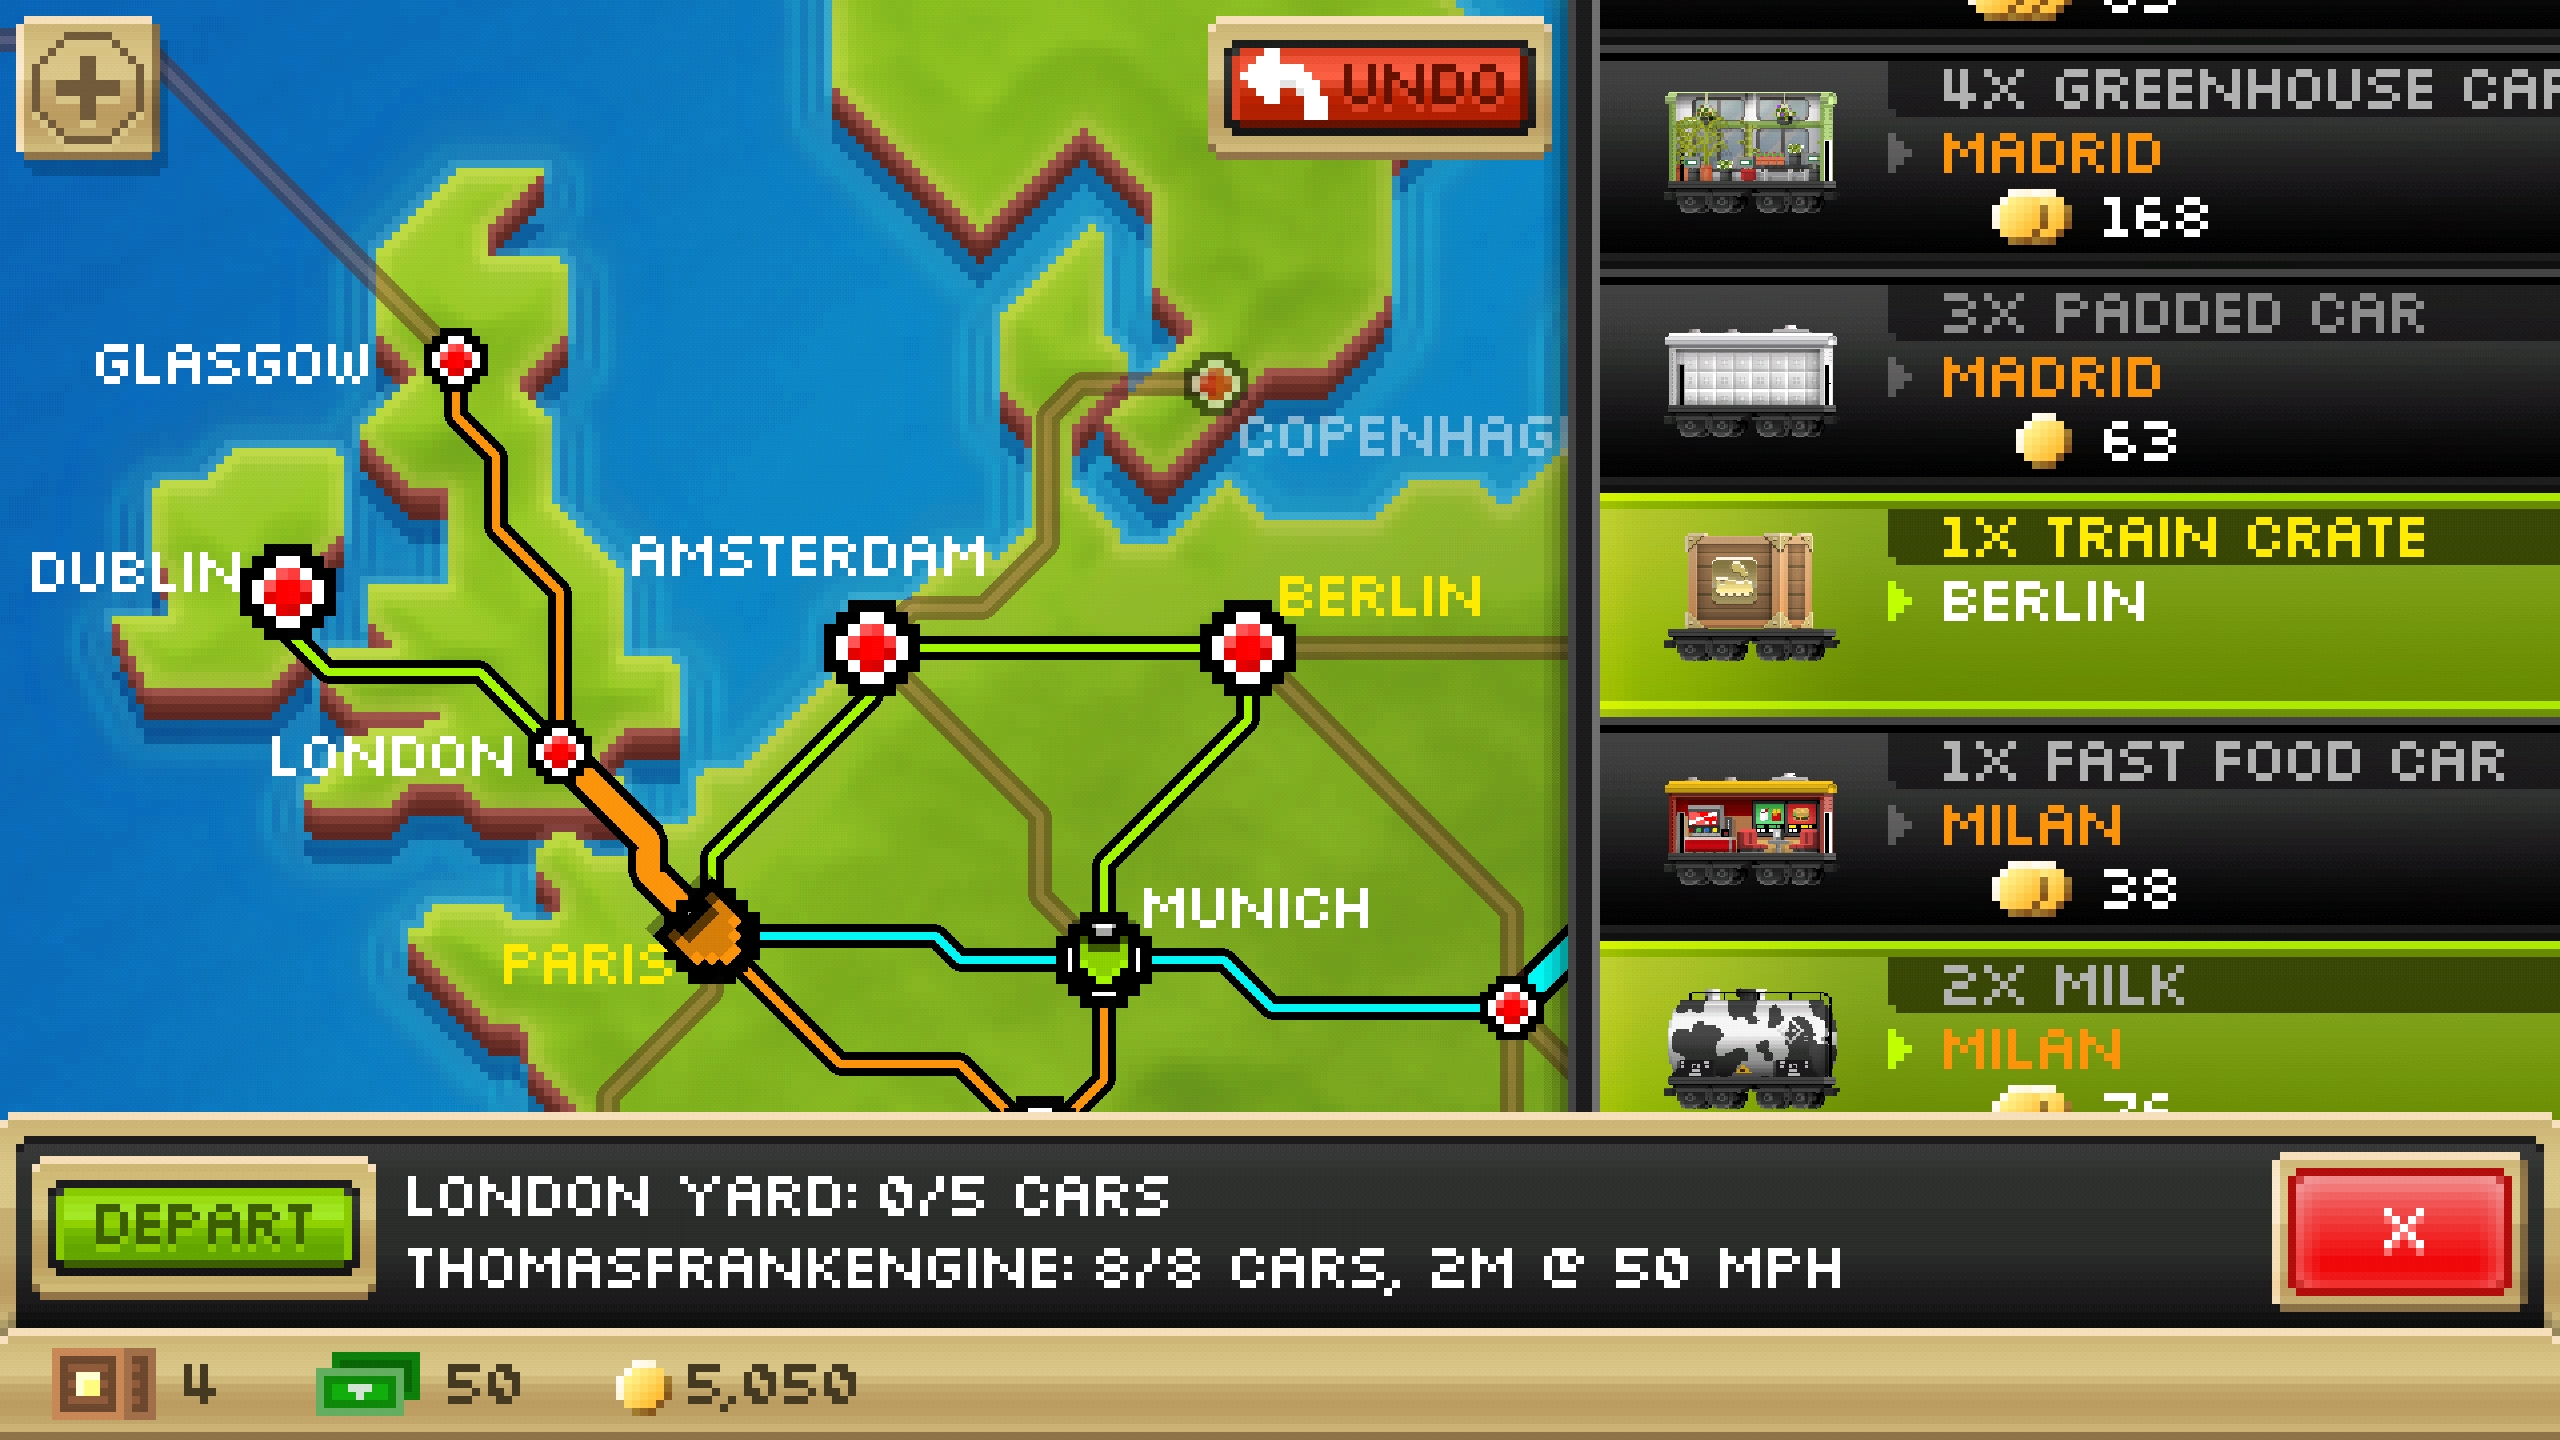 UNDO
GLASGOW
COPENHAG
DUBLIN
AMSTERDAM
BERLIN
LONDON
MUNICH
PARIS
4X GREENHOUSE CAR
MADRID
168
3X PADDED CAR
MADRID
63
1X TRAIN CRATE
BERLIN
1X FAST FOOD CAR
MILAN
38
2X MILK
MILAN
DEPART
LONDON YARD: 0/5 CARS
THOMASFRANKENGINE: 8/8 CARS, 2M @ 50 MPH
X
4
50
5,050